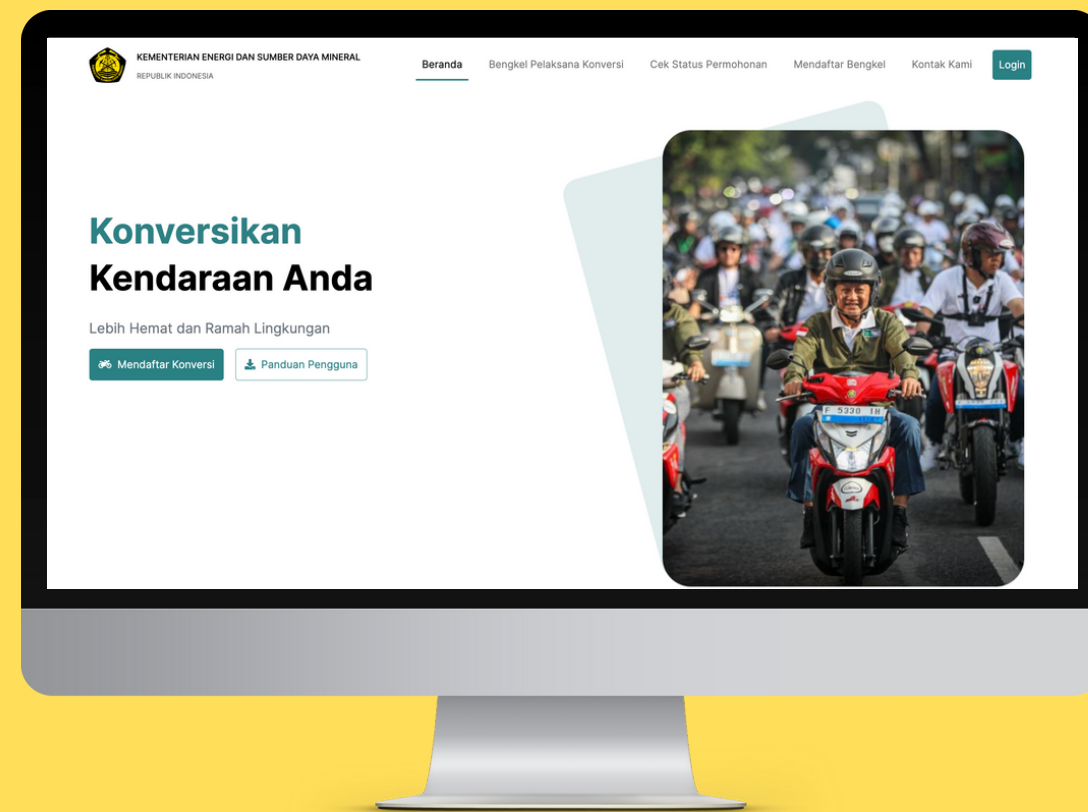 KEMENTERIAN ENERGI DAN SUMBER DAYA MINERAL
REPUBLIK INDONESIA
Beranda
Bengkel Pelaksana Konversi
Cek Status Permohonan
Mendaftar Bengkel
Kontak Kami
Login
Konversikan
Kendaraan Anda
Lebih Hemat dan Ramah Lingkungan
Mendaftar Konversi
Panduan Pengguna
F 5330 IH